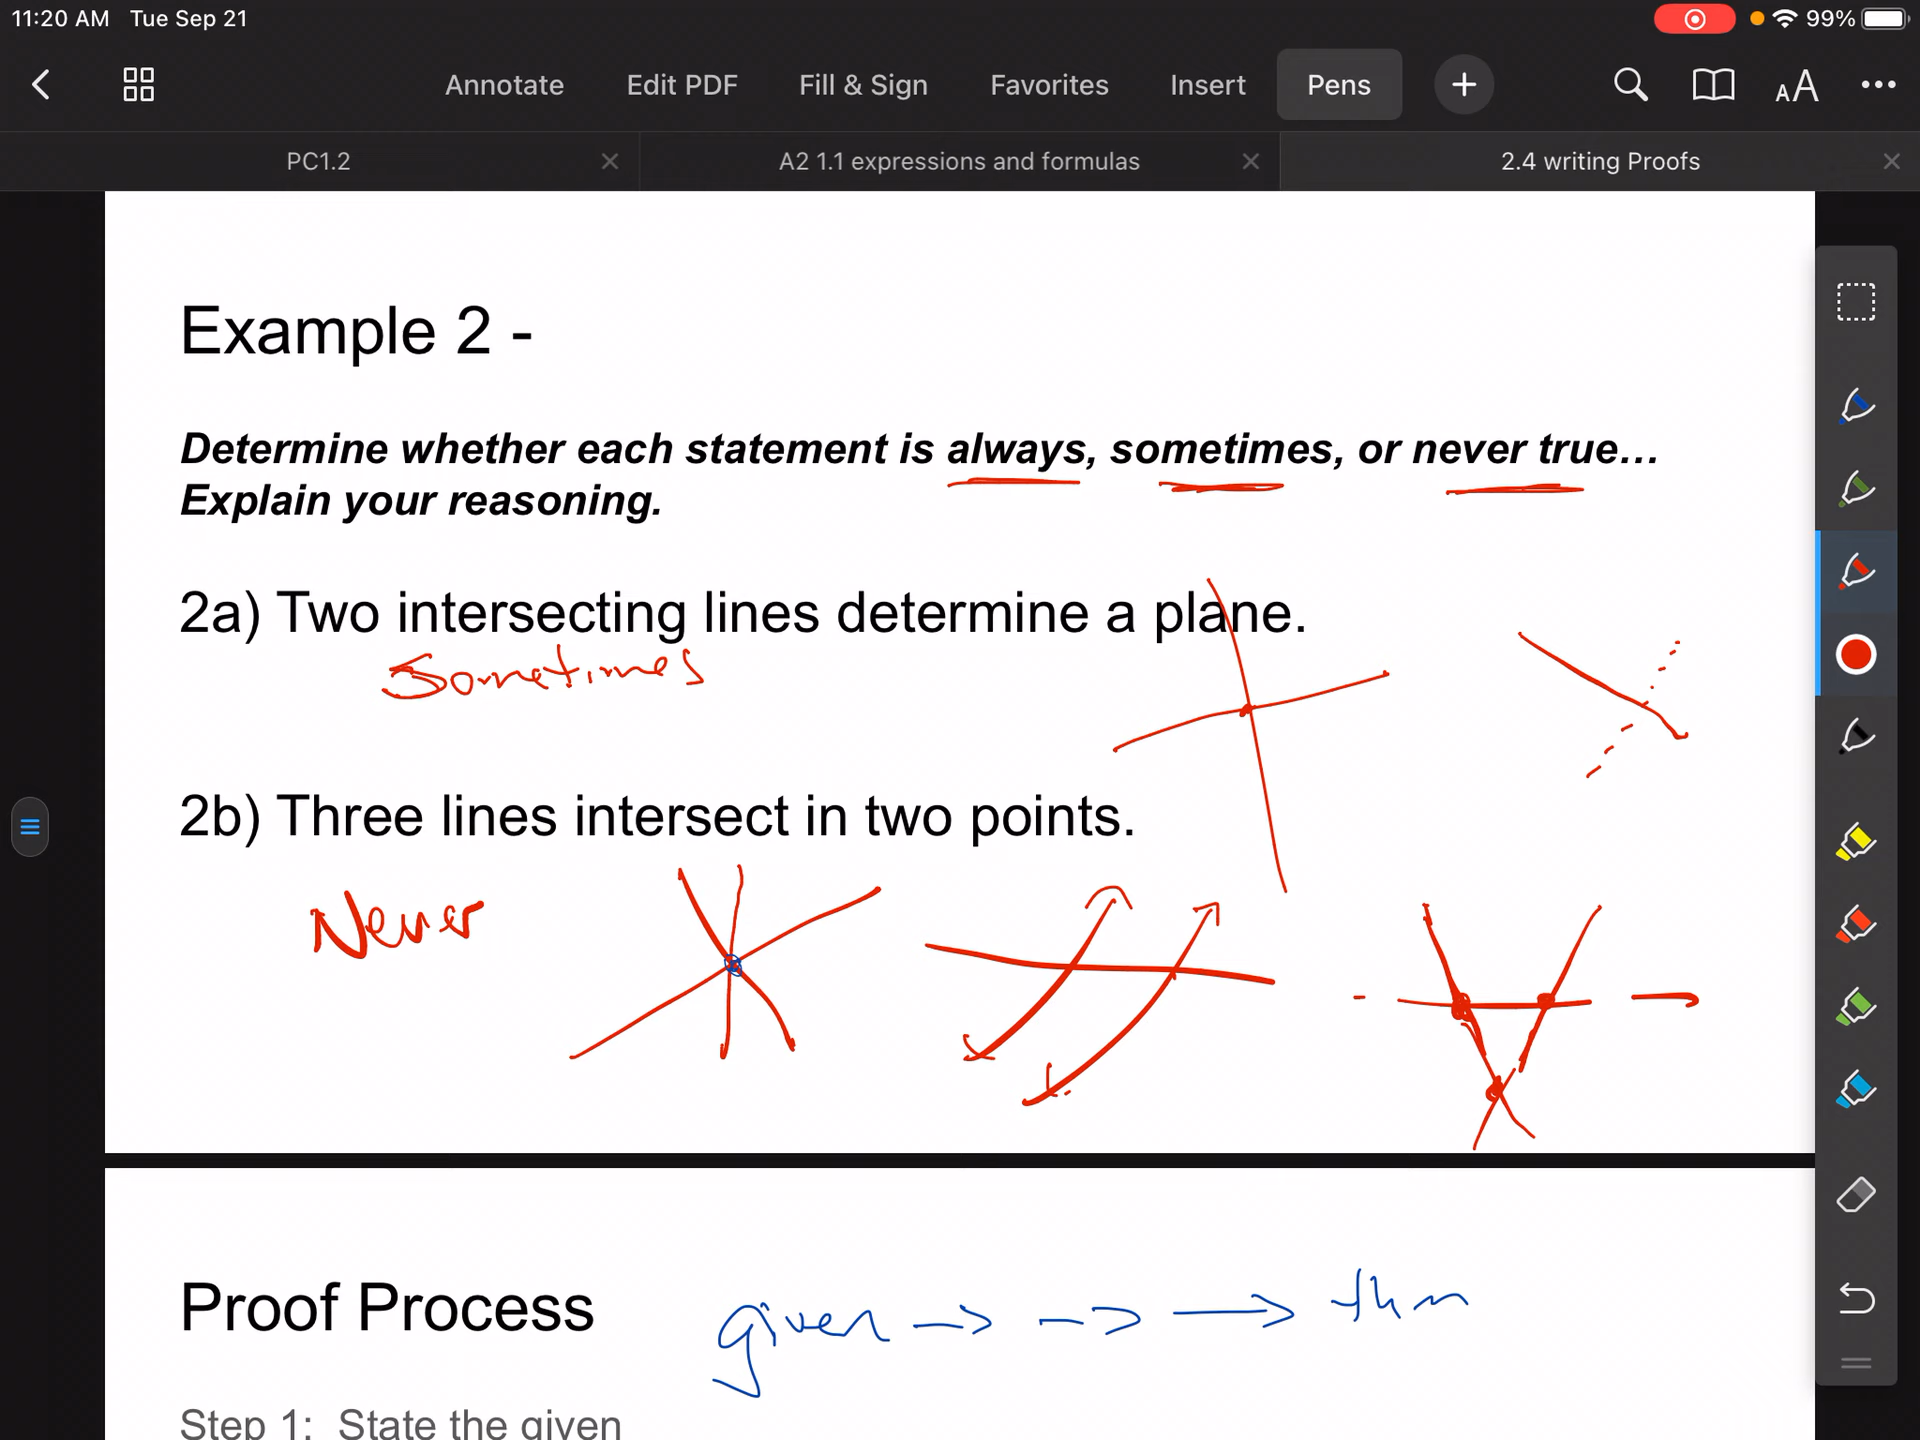 11:20 AM Tue Sep 21
99%
Annotate Edit PDF Fill & Sign Favorites Insert Pens + AA
PC1.2 A2 1.1 expressions and formulas 2.4 writing Proofs
Example 2 -
Determine whether each statement is always, sometimes, or never true...
Explain your reasoning.
2a) Two intersecting lines determine a plane.
Sometimes
2b) Three lines intersect in two points.
Never
Proof Process
given → → → thm
Step 1: State the given